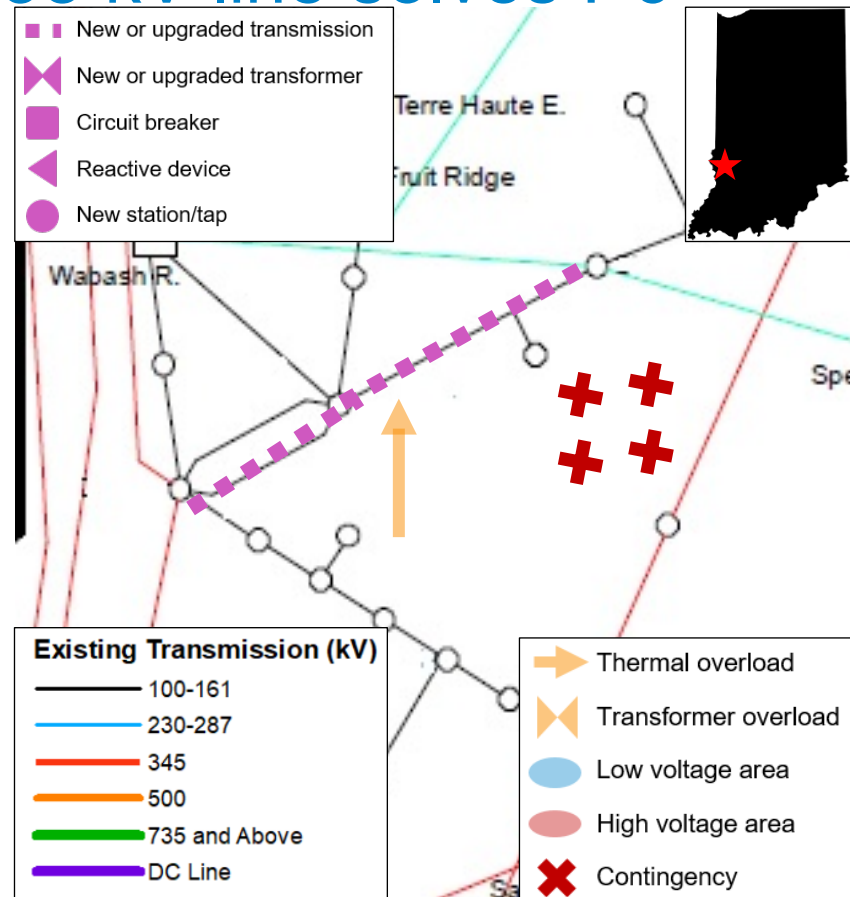 New or upgraded transmission
New or upgraded transformer
Circuit breaker
Reactive device
New station/tap
Terre Haute E.
Fruit Ridge
Wabash R.
Spe
Existing Transmission (kV)
100-161
230-287
345
500
735 and Above
DC Line
Thermal overload
Transformer overload
Low voltage area
High voltage area
Contingency
Sa